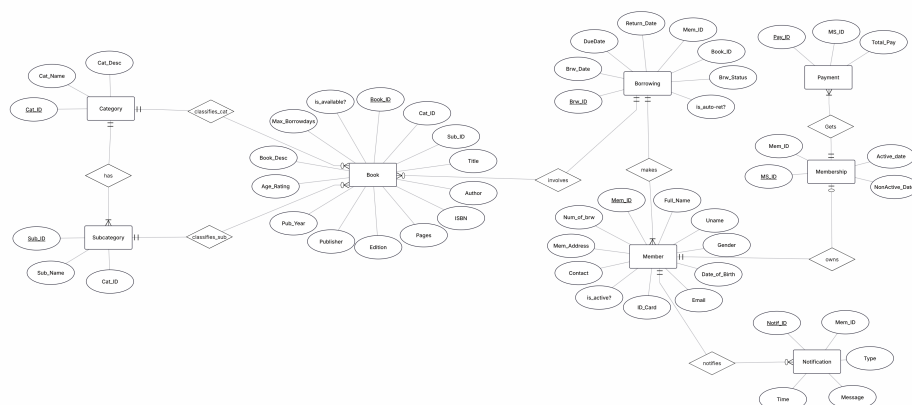 Return_Date
Mem_ID
DueDate
Book_ID
Brw_Date
Borrowing
Brw_Status
Brw_ID
is_auto-ret?
MS_ID
Pay_ID
Total_Pay
Payment
Cat_Desc
Cat_Name
Cat_ID
Category
classifies_cat
has
Sub_ID
Subcategory
Sub_Name
Cat_ID
classifies_sub
is_available?
Book_ID
Max_Borrowdays
Cat_ID
Sub_ID
Book_Desc
Title
Book
Age_Rating
Author
Pub_Year
ISBN
Publisher
Edition
Pages
involves
makes
Gets
Mem_ID
Active_date
MS_ID
Membership
NonActive_Date
Mem_ID
Full_Name
Num_of_brw
Uname
Mem_Address
Gender
Member
Contact
Date_of_Birth
is_active?
ID_Card
Email
owns
notifies
Notif_ID
Mem_ID
Notification
Type
Time
Message